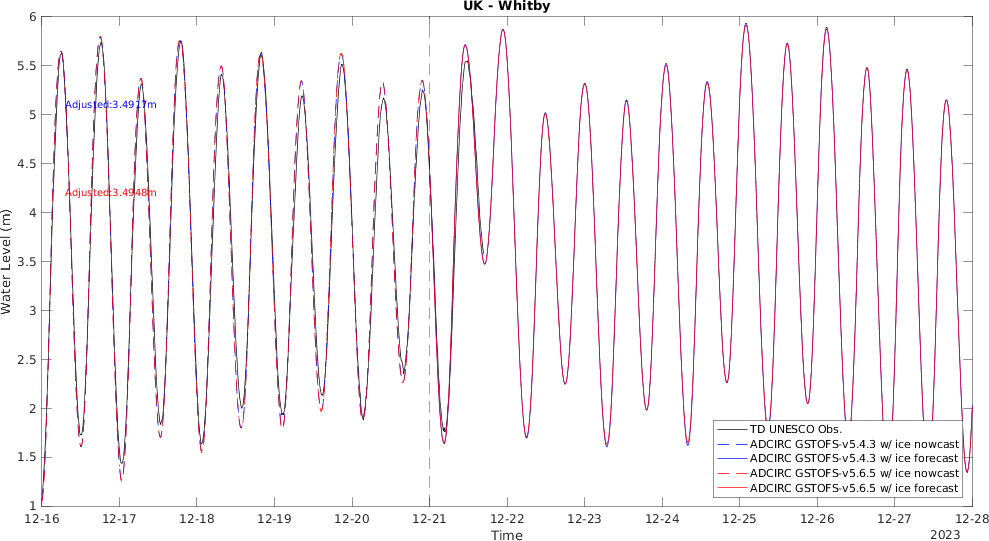 UK - Whitby
6
5.5
5
4.5
4
3.5
3
2.5
2
1.5
1
Water Level (m)
Adjusted:3.4917m
Adjusted:3.4948m
TD UNESCO Obs.
ADCIRC GSTOFS-v5.4.3 w/ ice nowcast
ADCIRC GSTOFS-v5.4.3 w/ ice forecast
ADCIRC GSTOFS-v5.6.5 w/ ice nowcast
ADCIRC GSTOFS-v5.6.5 w/ ice forecast
12-16 12-17 12-18 12-19 12-20 12-21 12-22 12-23 12-24 12-25 12-26 12-27 12-28
Time
2023